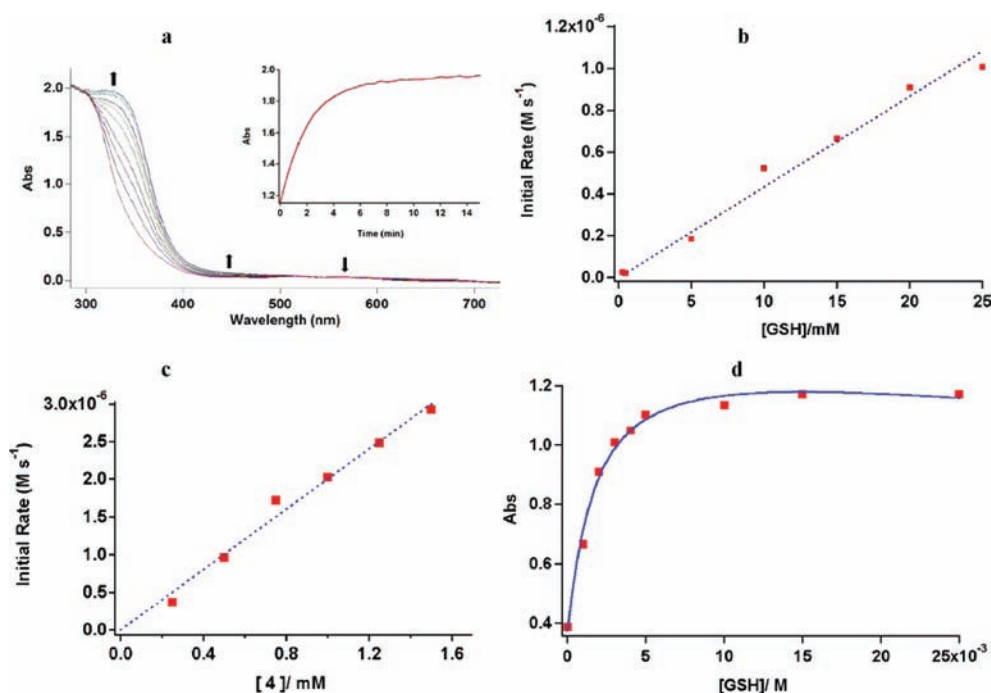 a
Abs
2.0
1.5
1.0
0.5
0.0
300 400 500 600 700
Wavelength (nm)
Abs
2.0
1.8
1.6
1.4
1.2
0 2 4 6 8 10 12 14
Time (min)
b
Initial Rate (M s⁻¹)
1.2x10⁻⁶
1.0
0.8
0.6
0.4
0.2
0.0
0 5 10 15 20 25
[GSH]/mM
c
Initial Rate (M s⁻¹)
3.0x10⁻⁶
2.5
2.0
1.5
1.0
0.5
0.0
0.0 0.4 0.8 1.2 1.6
[ 4 ]/ mM
d
Abs
1.2
1.0
0.8
0.6
0.4
0 5 10 15 20 25x10⁻³
[GSH]/ M